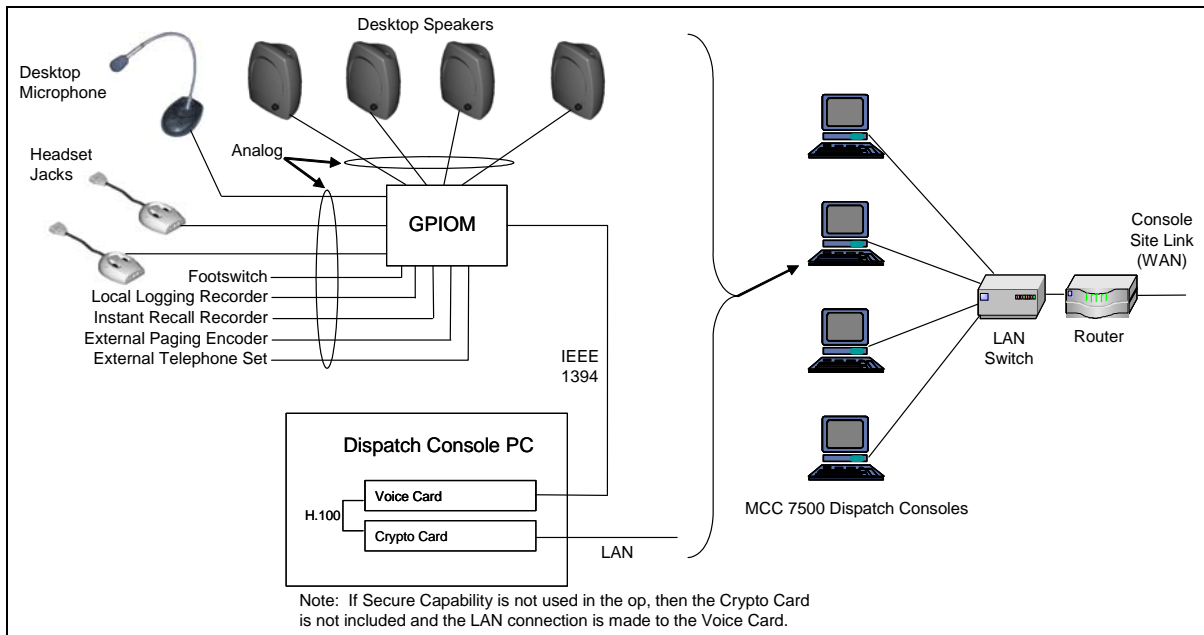 Desktop Speakers
Desktop
Microphone
Headset
Jacks
Analog
GPIOM
Footswitch
Local Logging Recorder
Instant Recall Recorder
External Paging Encoder
External Telephone Set
IEEE
1394
Dispatch Console PC
Voice Card
H.100
Crypto Card
LAN
Note: If Secure Capability is not used in the op, then the Crypto Card
is not included and the LAN connection is made to the Voice Card.
MCC 7500 Dispatch Consoles
LAN
Switch
Router
Console
Site Link
(WAN)